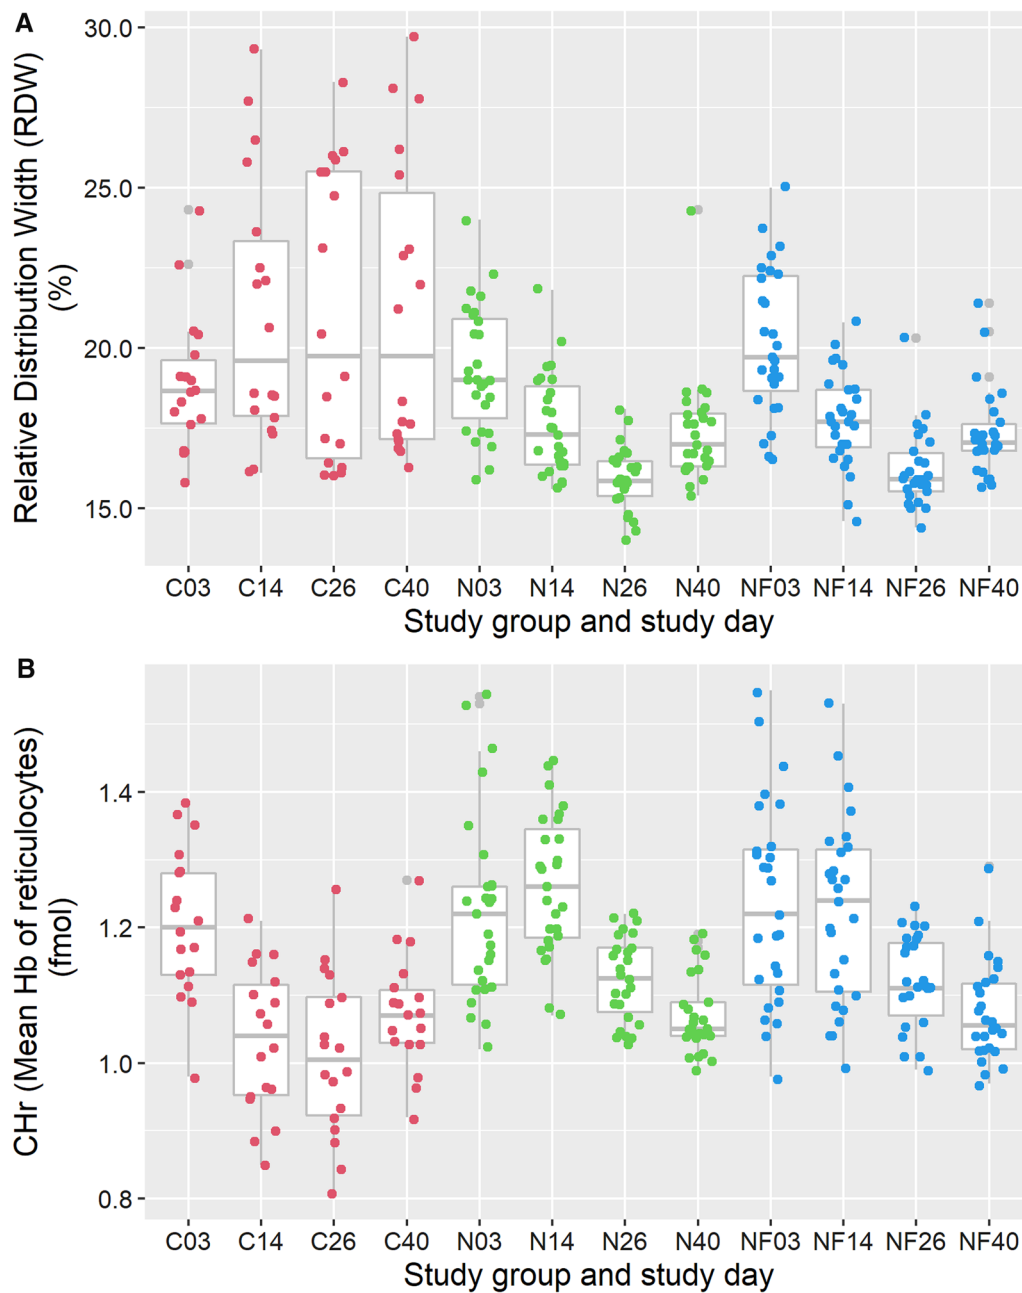 A
Relative Distribution Width (RDW)
(%)
30.0
25.0
20.0
15.0
C03 C14 C26 C40 N03 N14 N26 N40 NF03 NF14 NF26 NF40
Study group and study day
B
CHr (Mean Hb of reticulocytes)
(fmol)
1.4
1.2
1.0
0.8
C03 C14 C26 C40 N03 N14 N26 N40 NF03 NF14 NF26 NF40
Study group and study day